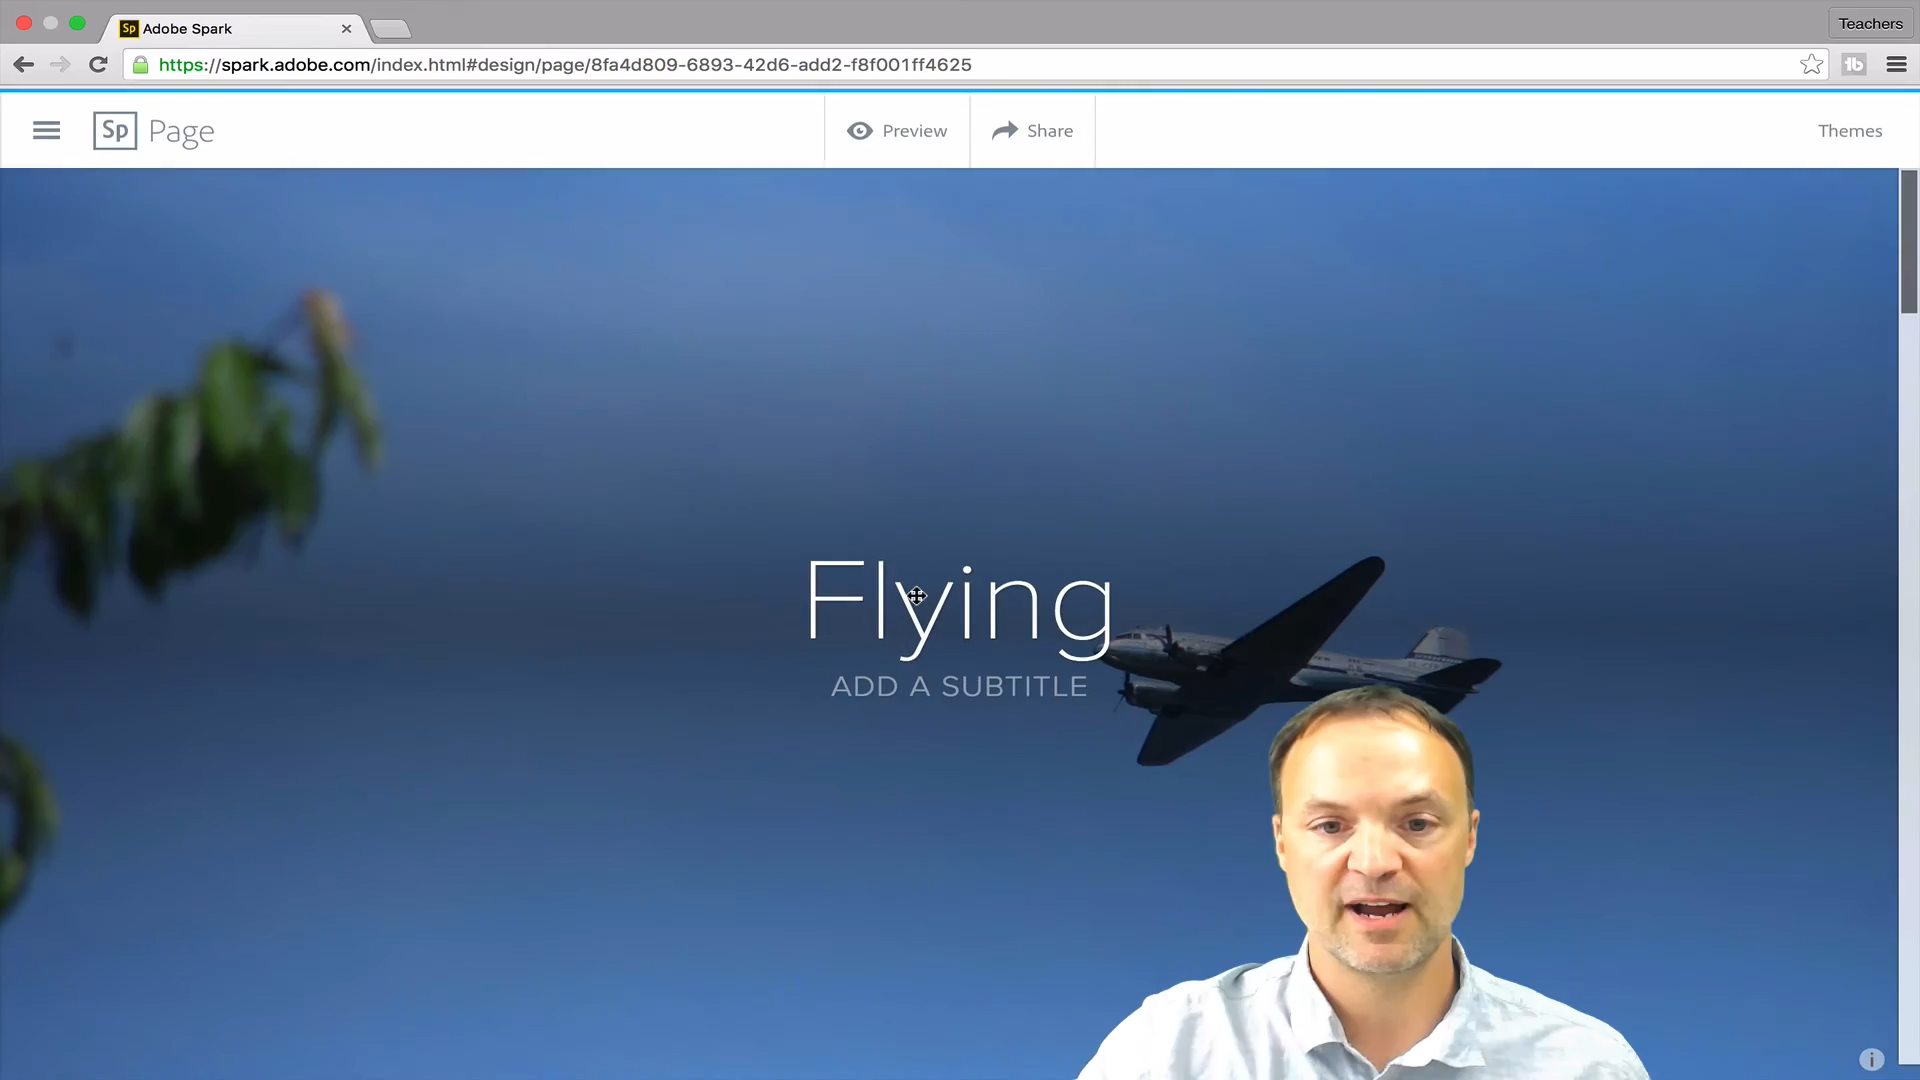 Sp Adobe Spark
Teachers
https://spark.adobe.com/index.html#design/page/8fa4d809-6893-42d6-add2-f8f001ff4625
Sp Page
Preview
Share
Themes
Flying
ADD A SUBTITLE